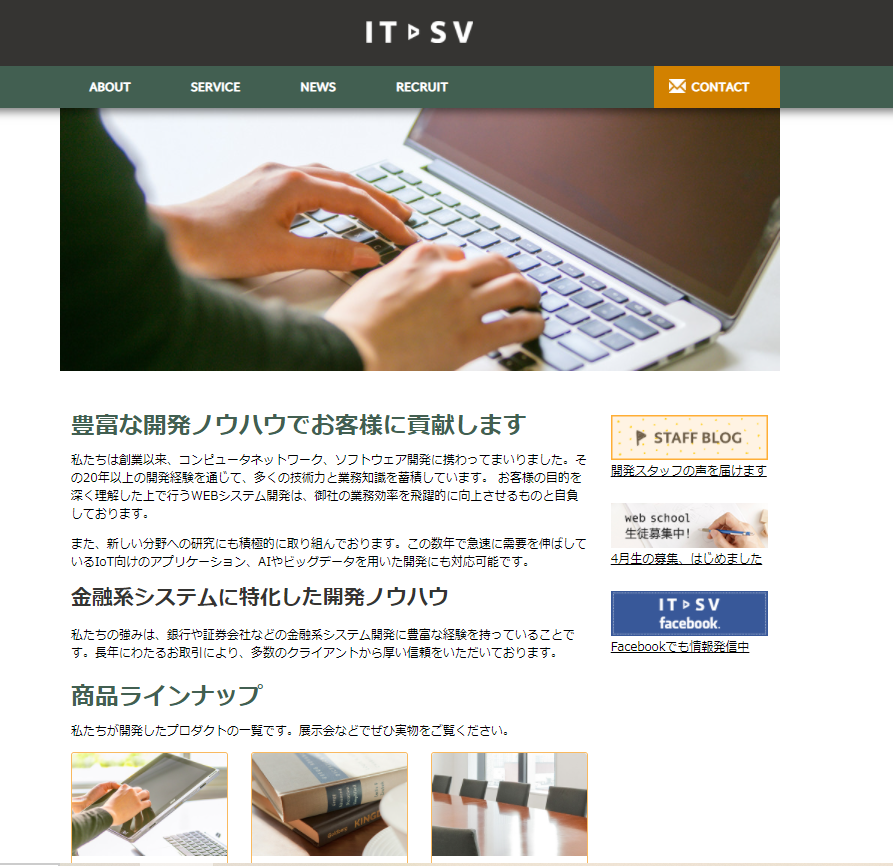 IT SV
ABOUT SERVICE NEWS RECRUIT CONTACT
豊富な開発ノウハウでお客様に貢献します
私たちは創業以来、コンピュータネットワーク、ソフトウェア開発に携わってまいりました。そ
の20年以上の開発経験を通じて、多くの技術力と業務知識を蓄積しています。 お客様の目的を
深く理解した上で行うWEBシステム開発は、御社の業務効率を飛躍的に向上させるものと自負
しております。
また、新しい分野への研究にも積極的に取り組んでおります。この数年で急速に需要を伸ばして
いるIoT向けのアプリケーション、AIやビッグデータを用いた開発にも対応可能です。
金融系システムに特化した開発ノウハウ
私たちの強みは、銀行や証券会社などの金融系システム開発に豊富な経験を持っていることで
す。長年にわたるお取引により、多数のクライアントから厚い信頼をいただいております。
商品ラインナップ
私たちが開発したプロダクトの一覧です。展示会などでぜひ実物をご覧ください。
STAFF BLOG
開発スタッフの声を届けます
web school
生徒募集中!
4月生の募集、はじめました
IT SV
facebook.
Facebookでも情報発信中